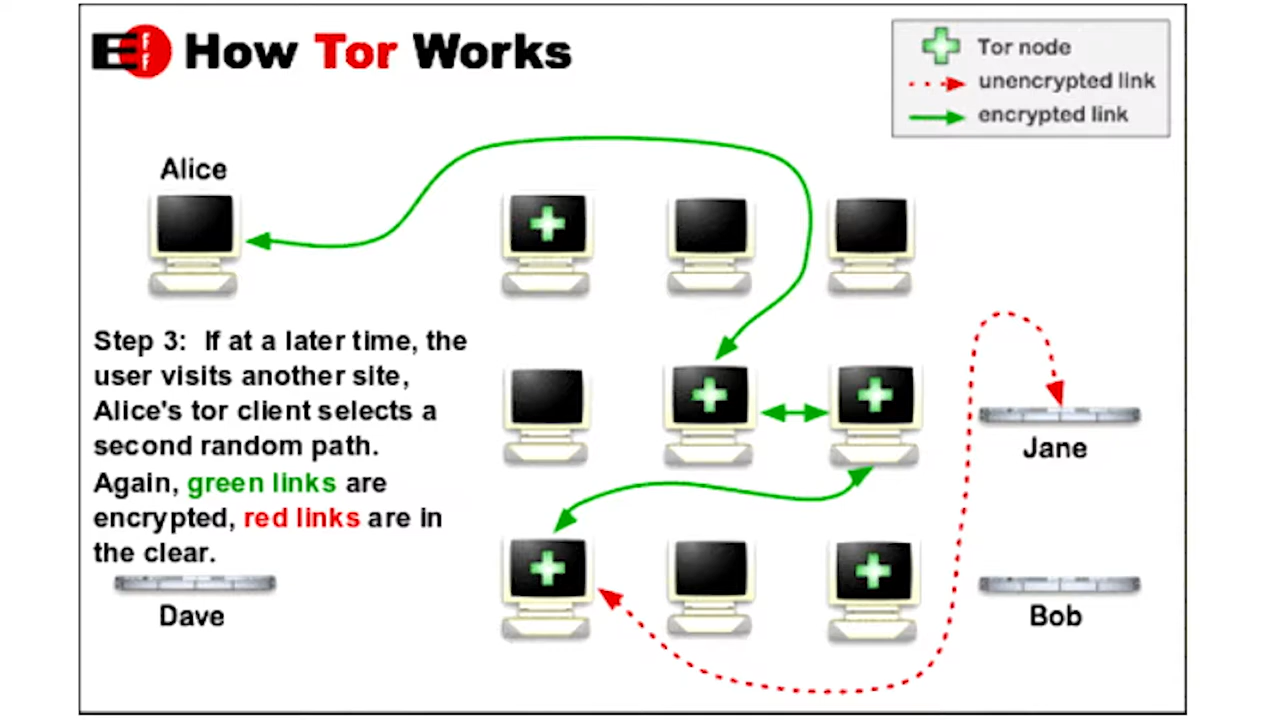 EFF How Tor Works
Tor node
unencrypted link
encrypted link
Alice
Step 3: If at a later time, the
user visits another site,
Alice's tor client selects a
second random path.
Again, green links are
encrypted, red links are in
the clear.
Jane
Dave
Bob